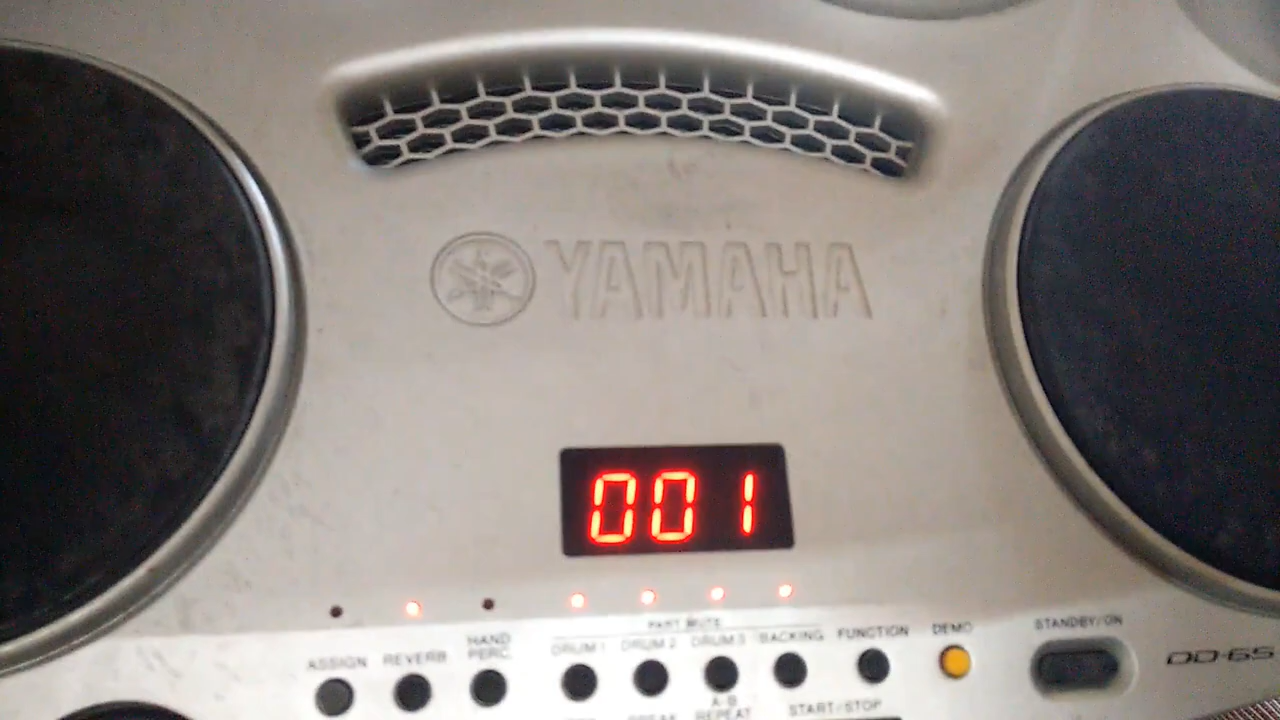 YAMAHA
001
PART MUTE
ASSIGN REVERB HAND PERC. DRUM 1 DRUM 2 DRUM 3 BACKING FUNCTION DEMO STANDBY/ON
DD-65
BREAK A-B REPEAT START/STOP